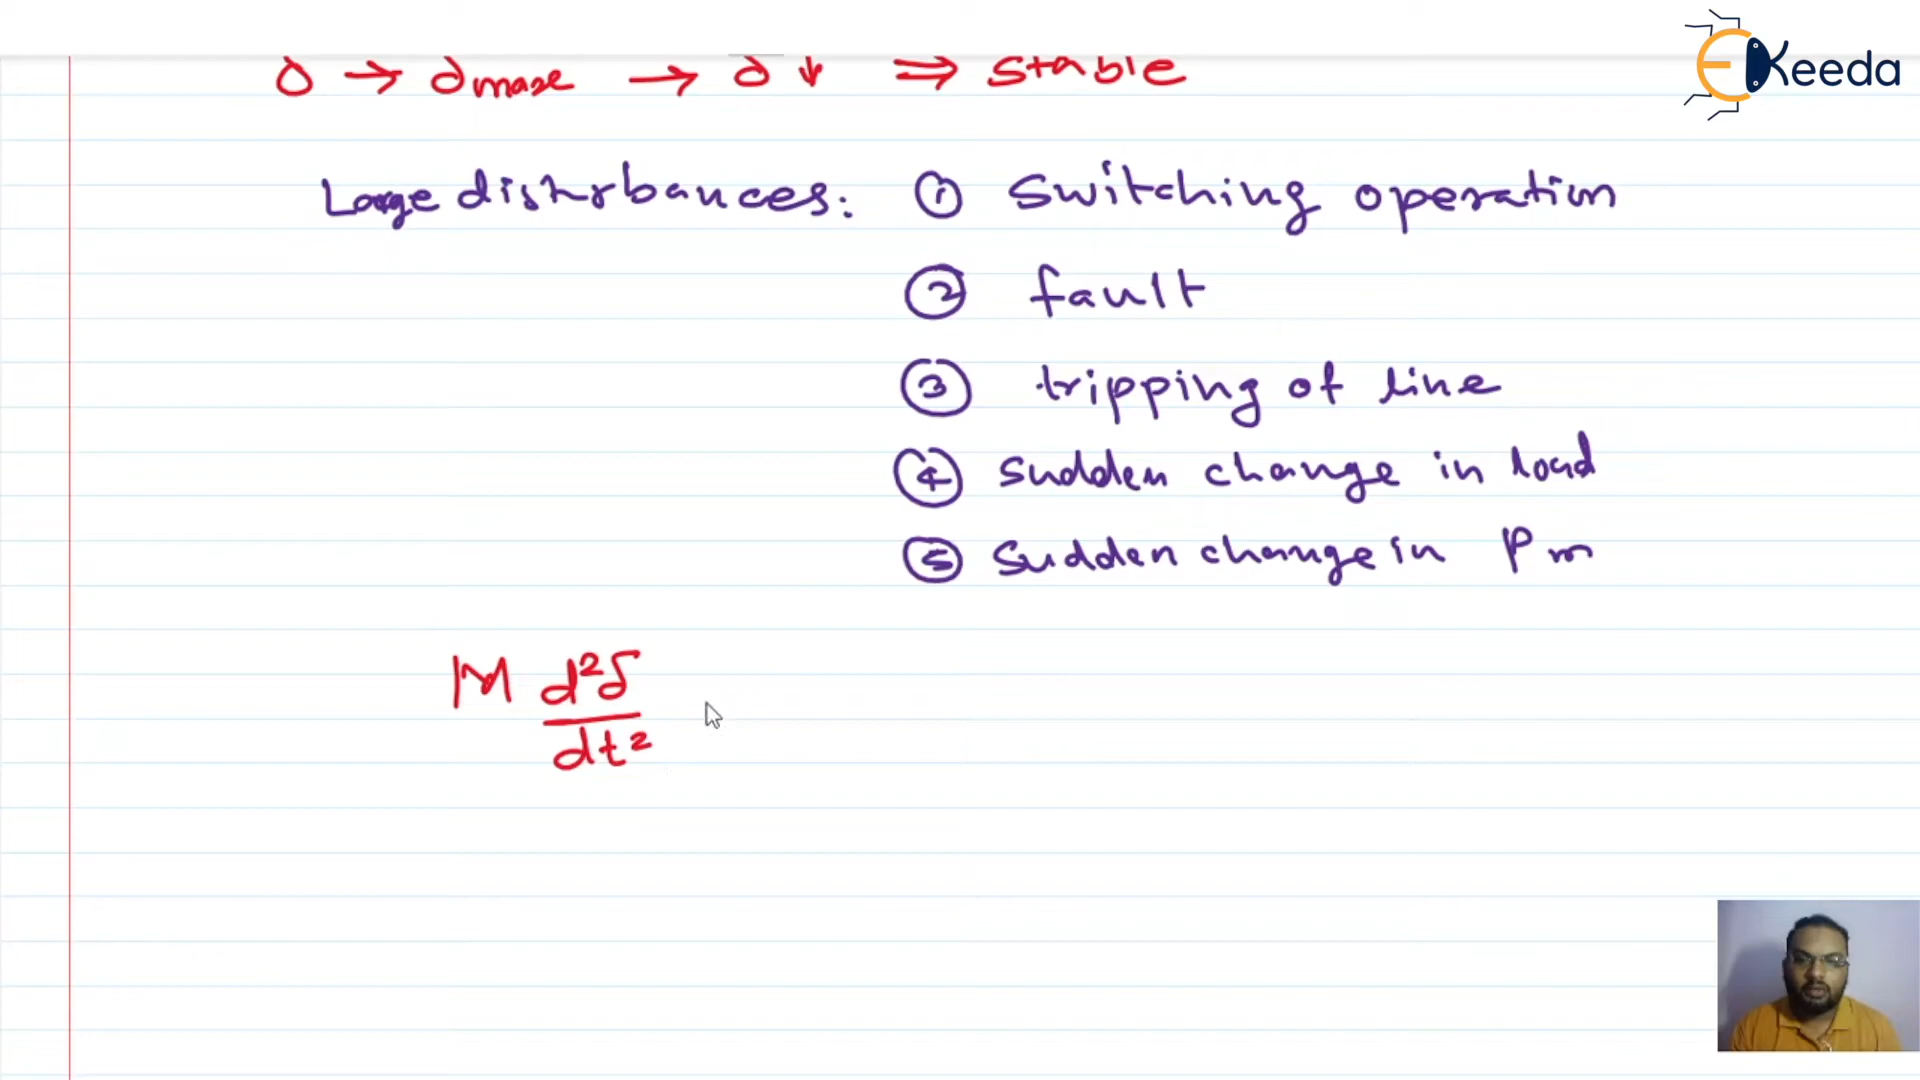 Keeda
δ → δmax → δ ↓ ⇒ Stable
Large disturbances: ① Switching operation
② fault
③ tripping of line
④ Sudden change in load
⑤ Sudden change in Pm
M d²δ
dt²